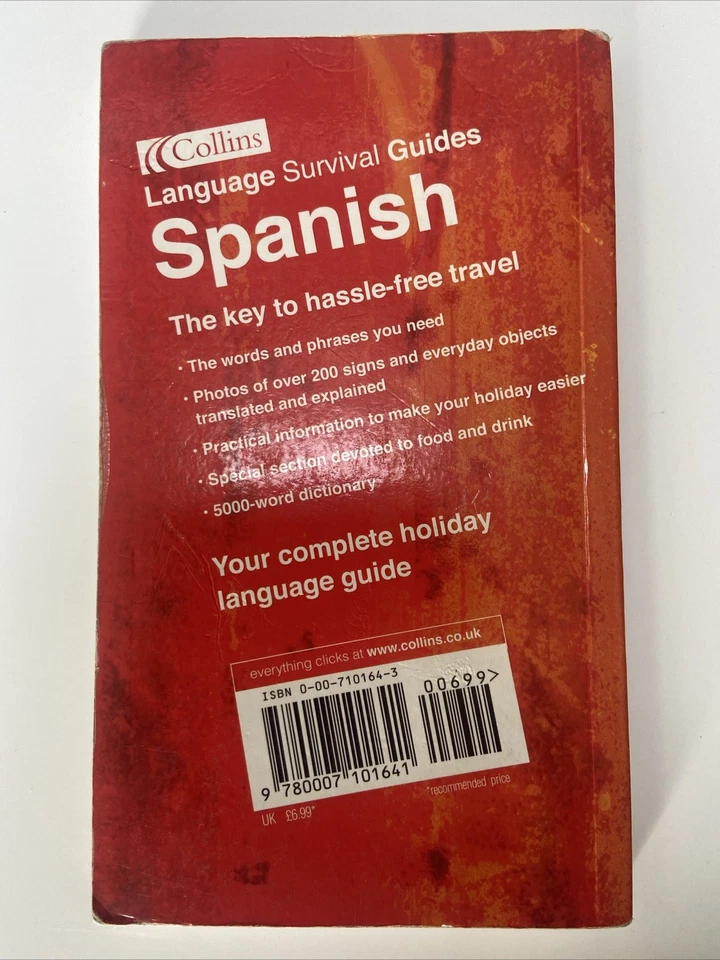 Collins
Language Survival Guides
Spanish
The key to hassle-free travel
· The words and phrases you need
· Photos of over 200 signs and everyday objects
translated and explained
· Practical information to make your holiday easier
· Special section devoted to food and drink
· 5000-word dictionary
Your complete holiday
language guide
everything clicks at www.collins.co.uk
ISBN 0-00-710164-3
00699>
9 780007 101641
UK £6.99*
*recommended price